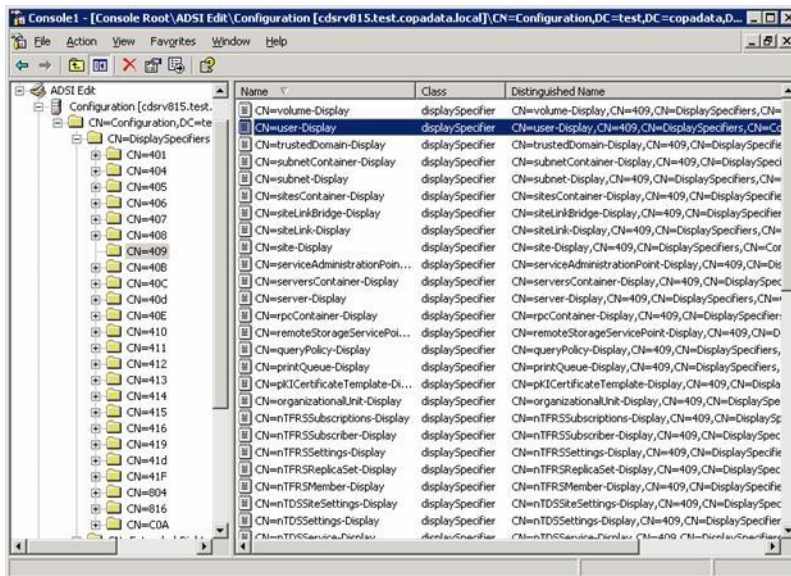 Console1 - [Console Root\ADSI Edit\Configuration [cdsrv815.test.copadata.local]\CN=Configuration,DC=test,DC=copadata,D...
File Action View Favorites Window Help
ADSI Edit
Configuration [cdsrv815.test.
CN=Configuration,DC=te
CN=DisplaySpecifiers
CN=401
CN=404
CN=405
CN=406
CN=407
CN=408
CN=409
CN=40B
CN=40C
CN=40d
CN=40E
CN=410
CN=411
CN=412
CN=413
CN=414
CN=415
CN=416
CN=419
CN=41d
CN=41F
CN=804
CN=816
CN=C0A
Name Class Distinguished Name
CN=volume-Display displaySpecifier CN=volume-Display,CN=409,CN=DisplaySpecifiers,CN=
CN=user-Display displaySpecifier CN=user-Display,CN=409,CN=DisplaySpecifiers,CN=Co
CN=trustedDomain-Display displaySpecifier CN=trustedDomain-Display,CN=409,CN=DisplaySpecifie
CN=subnetContainer-Display displaySpecifier CN=subnetContainer-Display,CN=409,CN=DisplaySpeci
CN=subnet-Display displaySpecifier CN=subnet-Display,CN=409,CN=DisplaySpecifiers,CN=
CN=sitesContainer-Display displaySpecifier CN=sitesContainer-Display,CN=409,CN=DisplaySpecifie
CN=siteLinkBridge-Display displaySpecifier CN=siteLinkBridge-Display,CN=409,CN=DisplaySpecifier
CN=siteLink-Display displaySpecifier CN=siteLink-Display,CN=409,CN=DisplaySpecifiers,CN=
CN=site-Display displaySpecifier CN=site-Display,CN=409,CN=DisplaySpecifiers,CN=Cor
CN=serviceAdministrationPoin... displaySpecifier CN=serviceAdministrationPoint-Display,CN=409,CN=Dis
CN=serversContainer-Display displaySpecifier CN=serversContainer-Display,CN=409,CN=DisplaySpec
CN=server-Display displaySpecifier CN=server-Display,CN=409,CN=DisplaySpecifiers,CN=
CN=rpcContainer-Display displaySpecifier CN=rpcContainer-Display,CN=409,CN=DisplaySpecifier
CN=remoteStorageServicePoi... displaySpecifier CN=remoteStorageServicePoint-Display,CN=409,CN=D
CN=queryPolicy-Display displaySpecifier CN=queryPolicy-Display,CN=409,CN=DisplaySpecifiers,
CN=printQueue-Display displaySpecifier CN=printQueue-Display,CN=409,CN=DisplaySpecifiers,
CN=pKICertificateTemplate-Di... displaySpecifier CN=pKICertificateTemplate-Display,CN=409,CN=Displa
CN=organizationalUnit-Display displaySpecifier CN=organizationalUnit-Display,CN=409,CN=DisplaySpe
CN=nTFRSSubscriptions-Display displaySpecifier CN=nTFRSSubscriptions-Display,CN=409,CN=DisplaySp
CN=nTFRSSubscriber-Display displaySpecifier CN=nTFRSSubscriber-Display,CN=409,CN=DisplaySpec
CN=nTFRSSettings-Display displaySpecifier CN=nTFRSSettings-Display,CN=409,CN=DisplaySpecifie
CN=nTFRSReplicaSet-Display displaySpecifier CN=nTFRSReplicaSet-Display,CN=409,CN=DisplaySpec
CN=nTFRSMember-Display displaySpecifier CN=nTFRSMember-Display,CN=409,CN=DisplaySpecifie
CN=nTDSSiteSettings-Display displaySpecifier CN=nTDSSiteSettings-Display,CN=409,CN=DisplaySpec
CN=nTDSSettings-Display displaySpecifier CN=nTDSSettings-Display,CN=409,CN=DisplaySpecifier
CN=nTDSService-Display displaySpecifier CN=nTDSService-Display,CN=409,CN=DisplaySpecifier